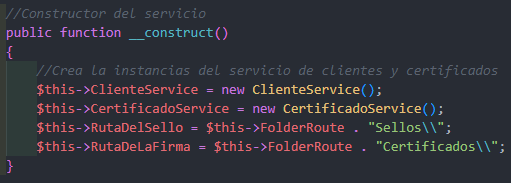 //Constructor del servicio
public function __construct()
{
//Crea la instancias del servicio de clientes y certificados
$this->ClienteService = new ClienteService();
$this->CertificadoService = new CertificadoService();
$this->RutaDelSello = $this->FolderRoute . "Sellos\\";
$this->RutaDeLaFirma = $this->FolderRoute . "Certificados\\";
}